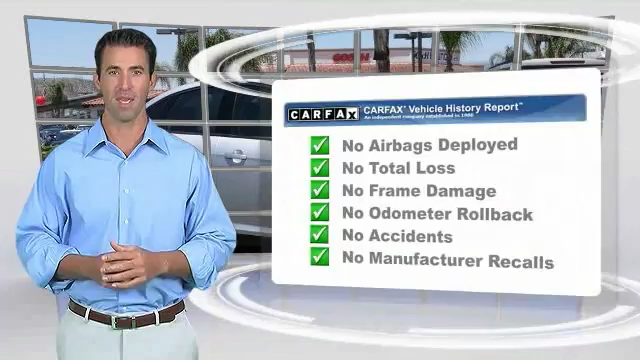 CARFAX CARFAX Vehicle History Report™
An independent company established in 1986
No Airbags Deployed
No Total Loss
No Frame Damage
No Odometer Rollback
No Accidents
No Manufacturer Recalls